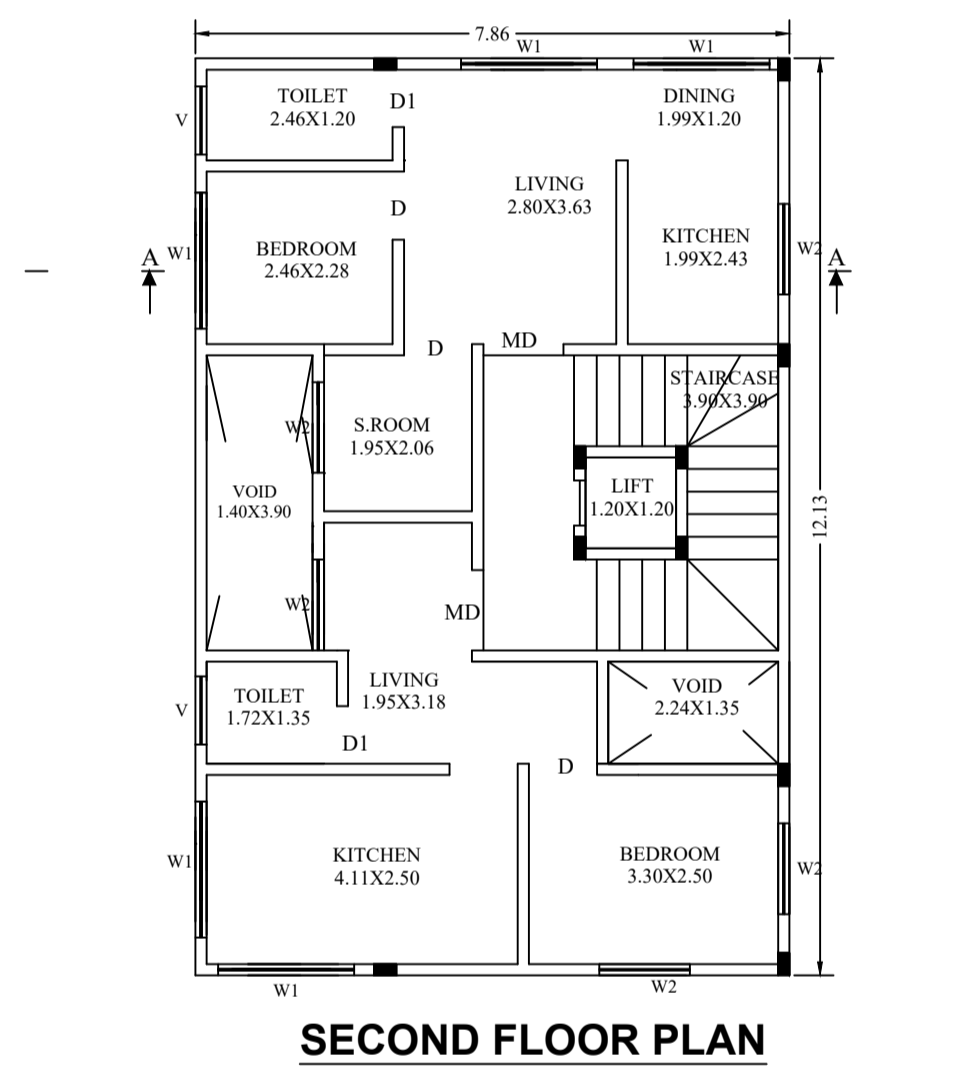 7.86
W1
W1
TOILET
2.46X1.20
D1
DINING
1.99X1.20
V
LIVING
2.80X3.63
D
KITCHEN
1.99X2.43
BEDROOM
2.46X2.28
W1
A
W2
A
D
MD
STAIRCASE
3.90X3.90
S.ROOM
1.95X2.06
W2
VOID
1.40X3.90
LIFT
1.20X1.20
12.13
W2
MD
LIVING
1.95X3.18
VOID
2.24X1.35
TOILET
1.72X1.35
V
D1
D
KITCHEN
4.11X2.50
BEDROOM
3.30X2.50
W1
W2
W1
W2
SECOND FLOOR PLAN